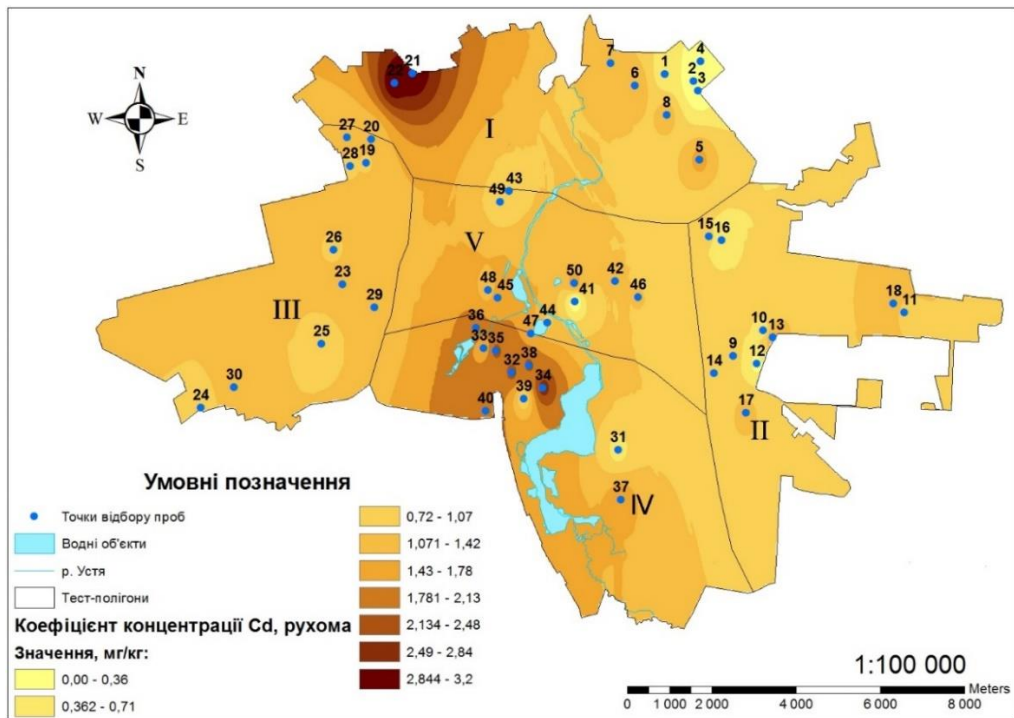 N
W E
S
21
22
7
6
1
4
2
3
8
5
27
20
28
19
I
49
43
15
16
26
23
29
III
25
30
24
V
48
45
50
41
42
46
36
33
35
47
44
32
38
34
39
40
18
11
10
13
9
12
14
17
II
31
37
IV
Умовні позначення
Точки відбору проб
Водні об'єкти
р. Устя
Тест-полігони
Коефіцієнт концентрації Cd, рухома
Значення, мг/кг:
0,00 - 0,36
0,362 - 0,71
0,72 - 1,07
1,071 - 1,42
1,43 - 1,78
1,781 - 2,13
2,134 - 2,48
2,49 - 2,84
2,844 - 3,2
1:100 000
Meters
0 1 000 2 000 4 000 6 000 8 000